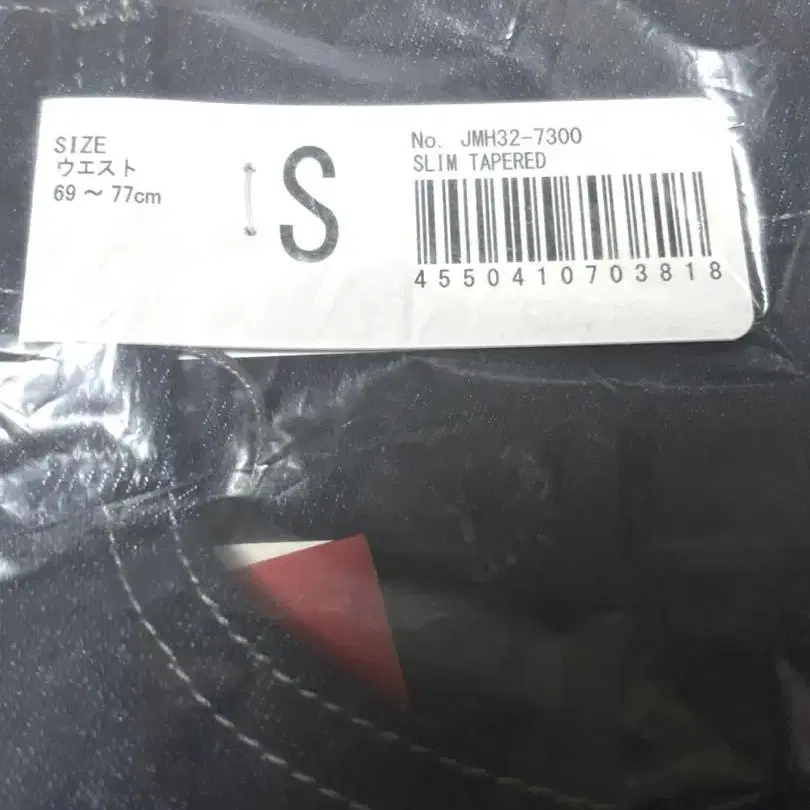 SIZE
ウエスト
69 ～ 77cm
S
No. JMH32-7300
SLIM TAPERED
4550410703818